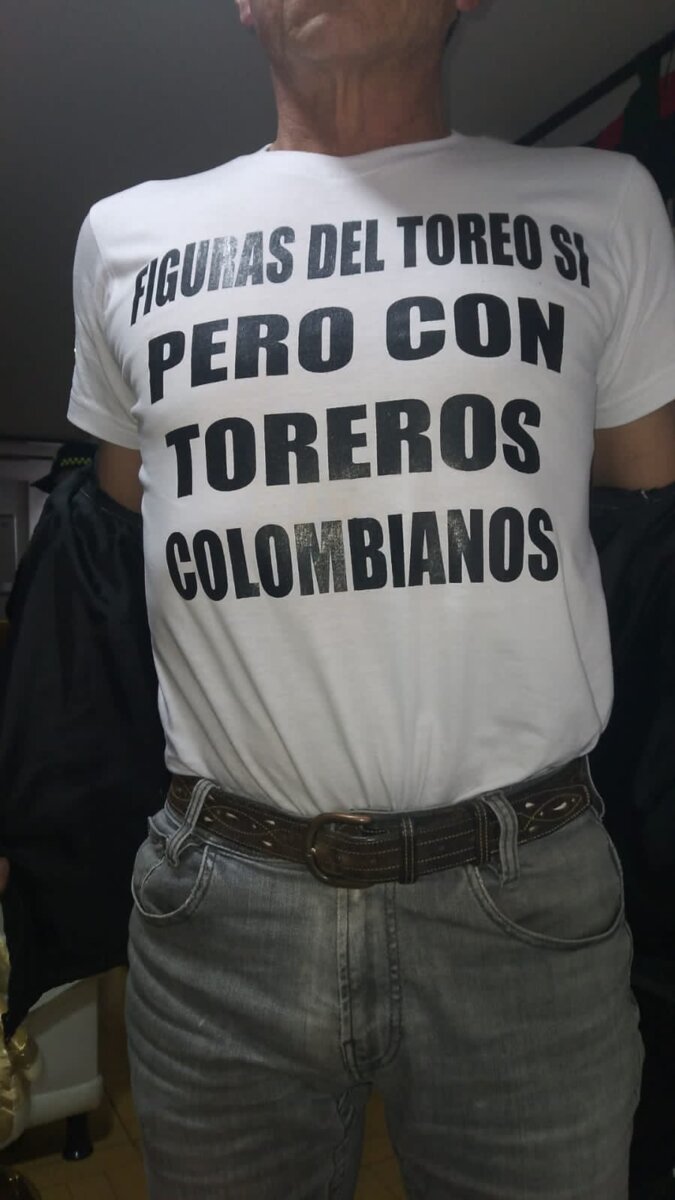 FIGURAS DEL TOREO SI
PERO CON
TOREROS
COLOMBIANOS